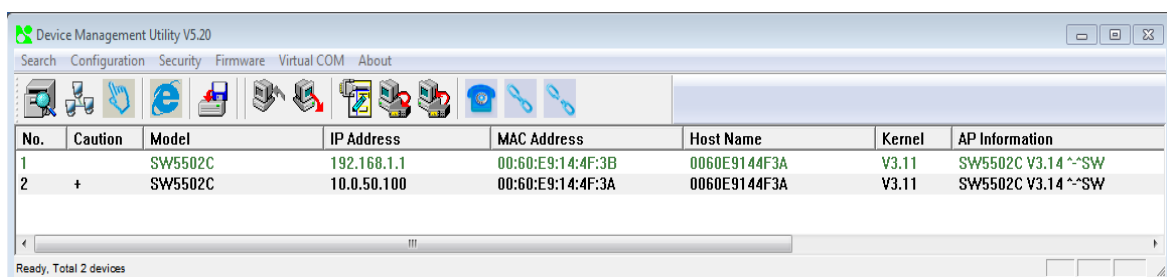 Device Management Utility V5.20
Search Configuration Security Firmware Virtual COM About
No. Caution Model IP Address MAC Address Host Name Kernel AP Information
1 SW5502C 192.168.1.1 00:60:E9:14:4F:3B 0060E9144F3A V3.11 SW5502C V3.14 ^-^SW
2 + SW5502C 10.0.50.100 00:60:E9:14:4F:3A 0060E9144F3A V3.11 SW5502C V3.14 ^-^SW
Ready, Total 2 devices